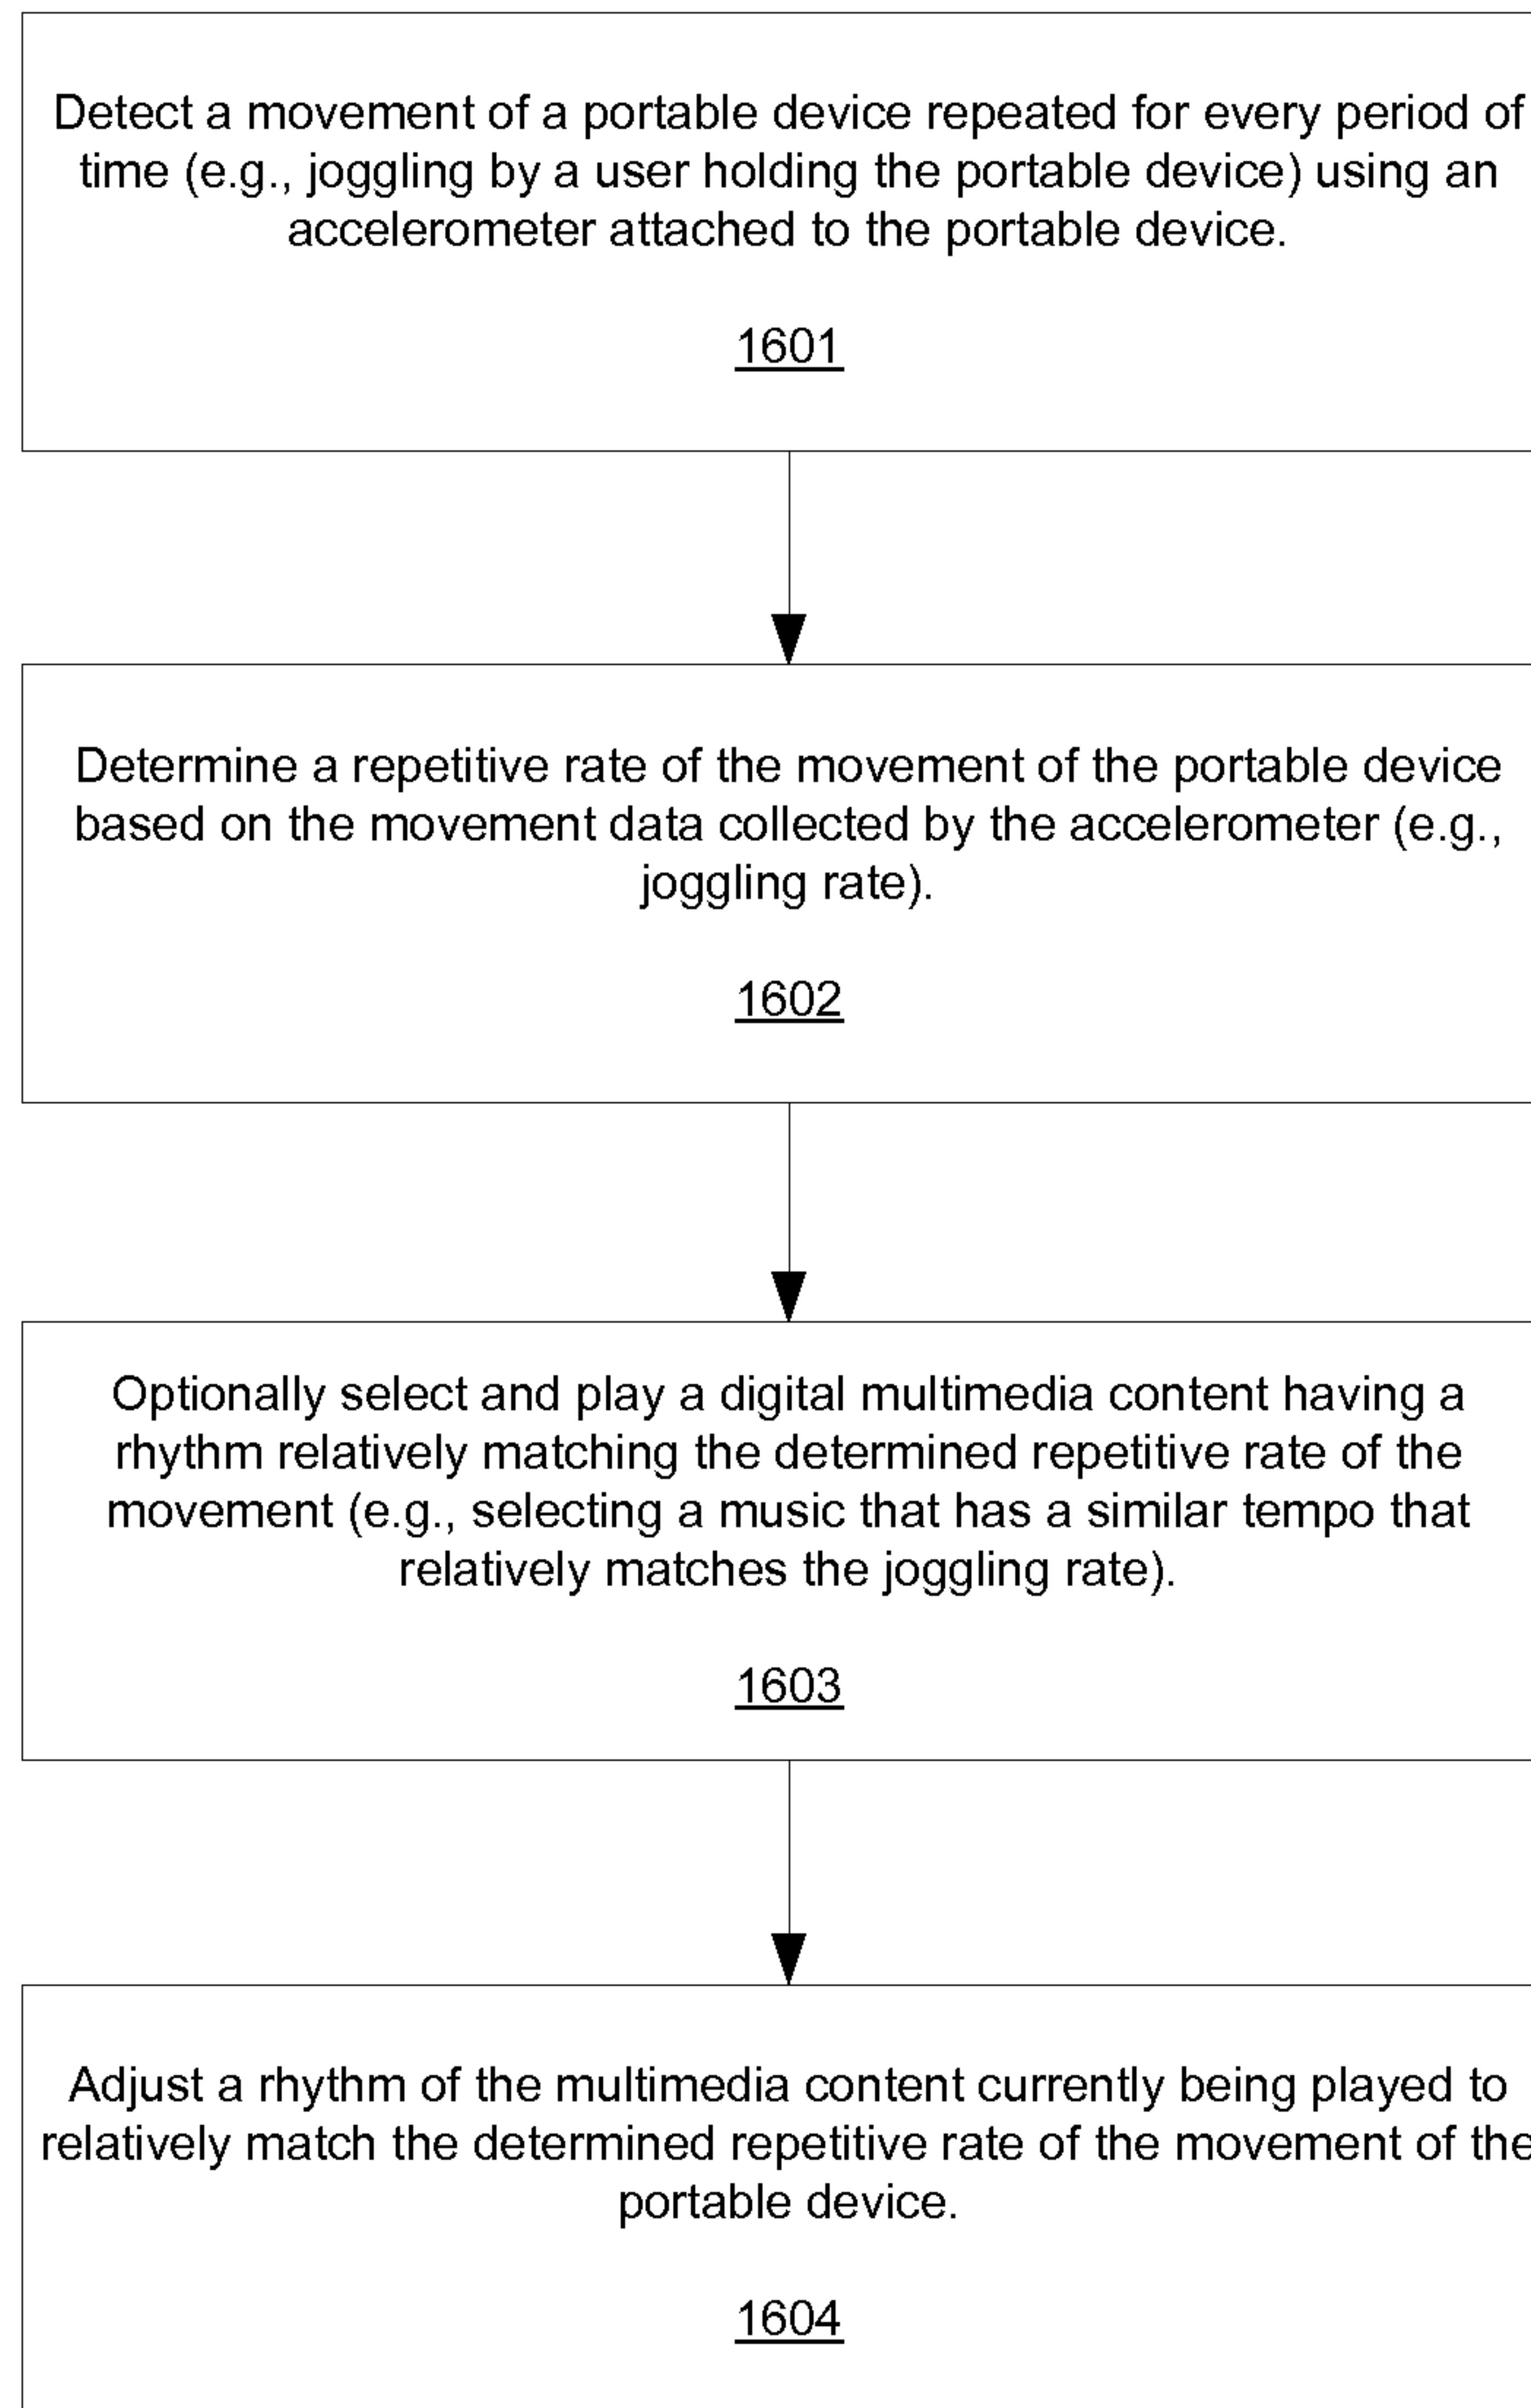 Detect a movement of a portable device repeated for every period of
time (e.g., joggling by a user holding the portable device) using an
accelerometer attached to the portable device.
1601
Determine a repetitive rate of the movement of the portable device
based on the movement data collected by the accelerometer (e.g.,
joggling rate).
1602
Optionally select and play a digital multimedia content having a
rhythm relatively matching the determined repetitive rate of the
movement (e.g., selecting a music that has a similar tempo that
relatively matches the joggling rate).
1603
Adjust a rhythm of the multimedia content currently being played to
relatively match the determined repetitive rate of the movement of the
portable device.
1604